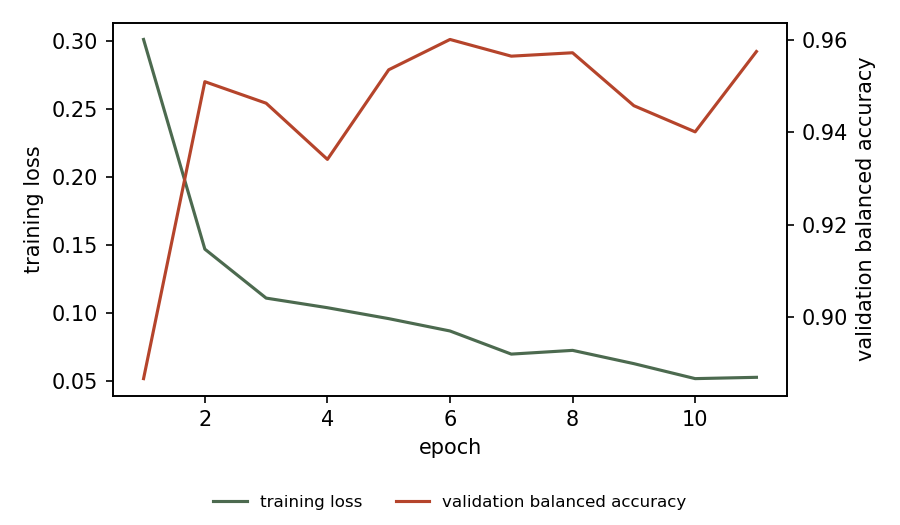 training loss
0.30
0.25
0.20
0.15
0.10
0.05
0.96
0.94
0.92
0.90
validation balanced accuracy
2 4 6 8 10
epoch
training loss validation balanced accuracy